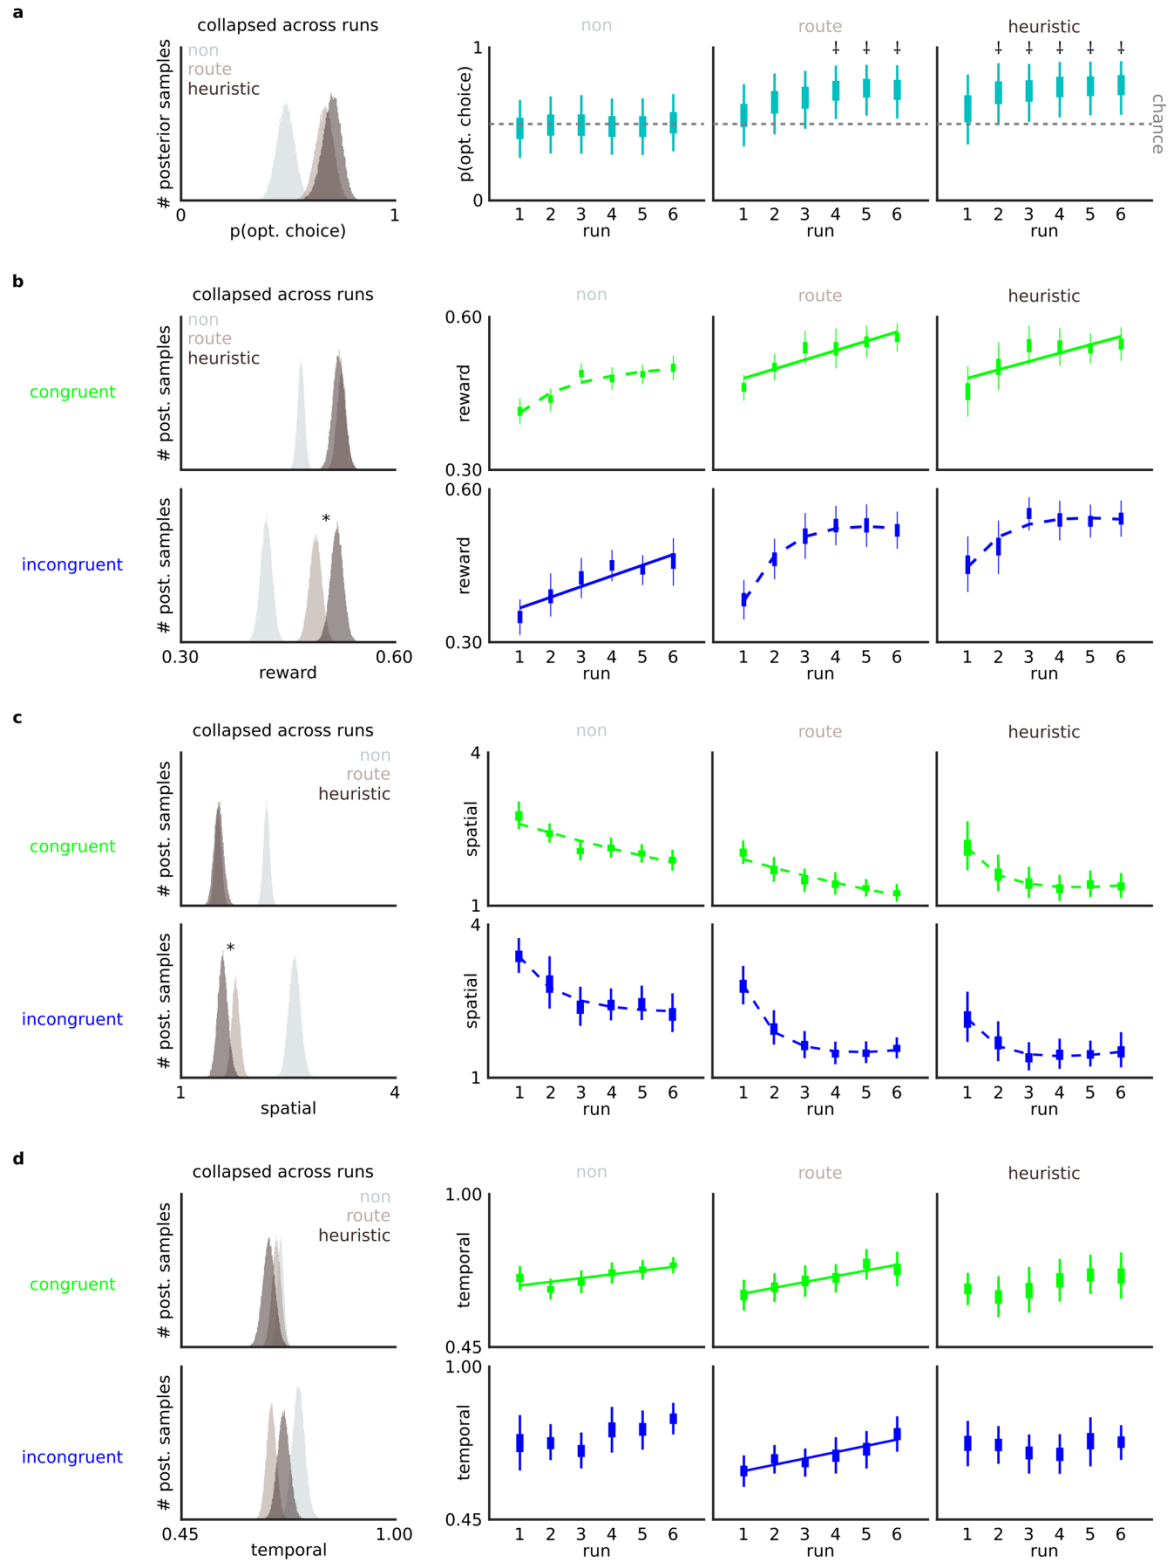 a
collapsed across runs
non
route
heuristic
# posterior samples
non
route
heuristic
0
1
p(opt. choice)
p(opt. choice)
1
0
chance
1 2 3 4 5 6
run
1 2 3 4 5 6
run
1 2 3 4 5 6
run
b
collapsed across runs
non
route
heuristic
congruent
# post. samples
non
route
heuristic
reward
0.60
0.30
incongruent
# post. samples
*
0.30
0.60
reward
reward
0.60
0.30
1 2 3 4 5 6
run
1 2 3 4 5 6
run
1 2 3 4 5 6
run
c
collapsed across runs
non
route
heuristic
congruent
# post. samples
non
route
heuristic
spatial
4
1
incongruent
# post. samples
*
1
4
spatial
spatial
4
1
1 2 3 4 5 6
run
1 2 3 4 5 6
run
1 2 3 4 5 6
run
d
collapsed across runs
non
route
heuristic
congruent
# post. samples
non
route
heuristic
temporal
1.00
0.45
incongruent
# post. samples
0.45
1.00
temporal
temporal
1.00
0.45
1 2 3 4 5 6
run
1 2 3 4 5 6
run
1 2 3 4 5 6
run